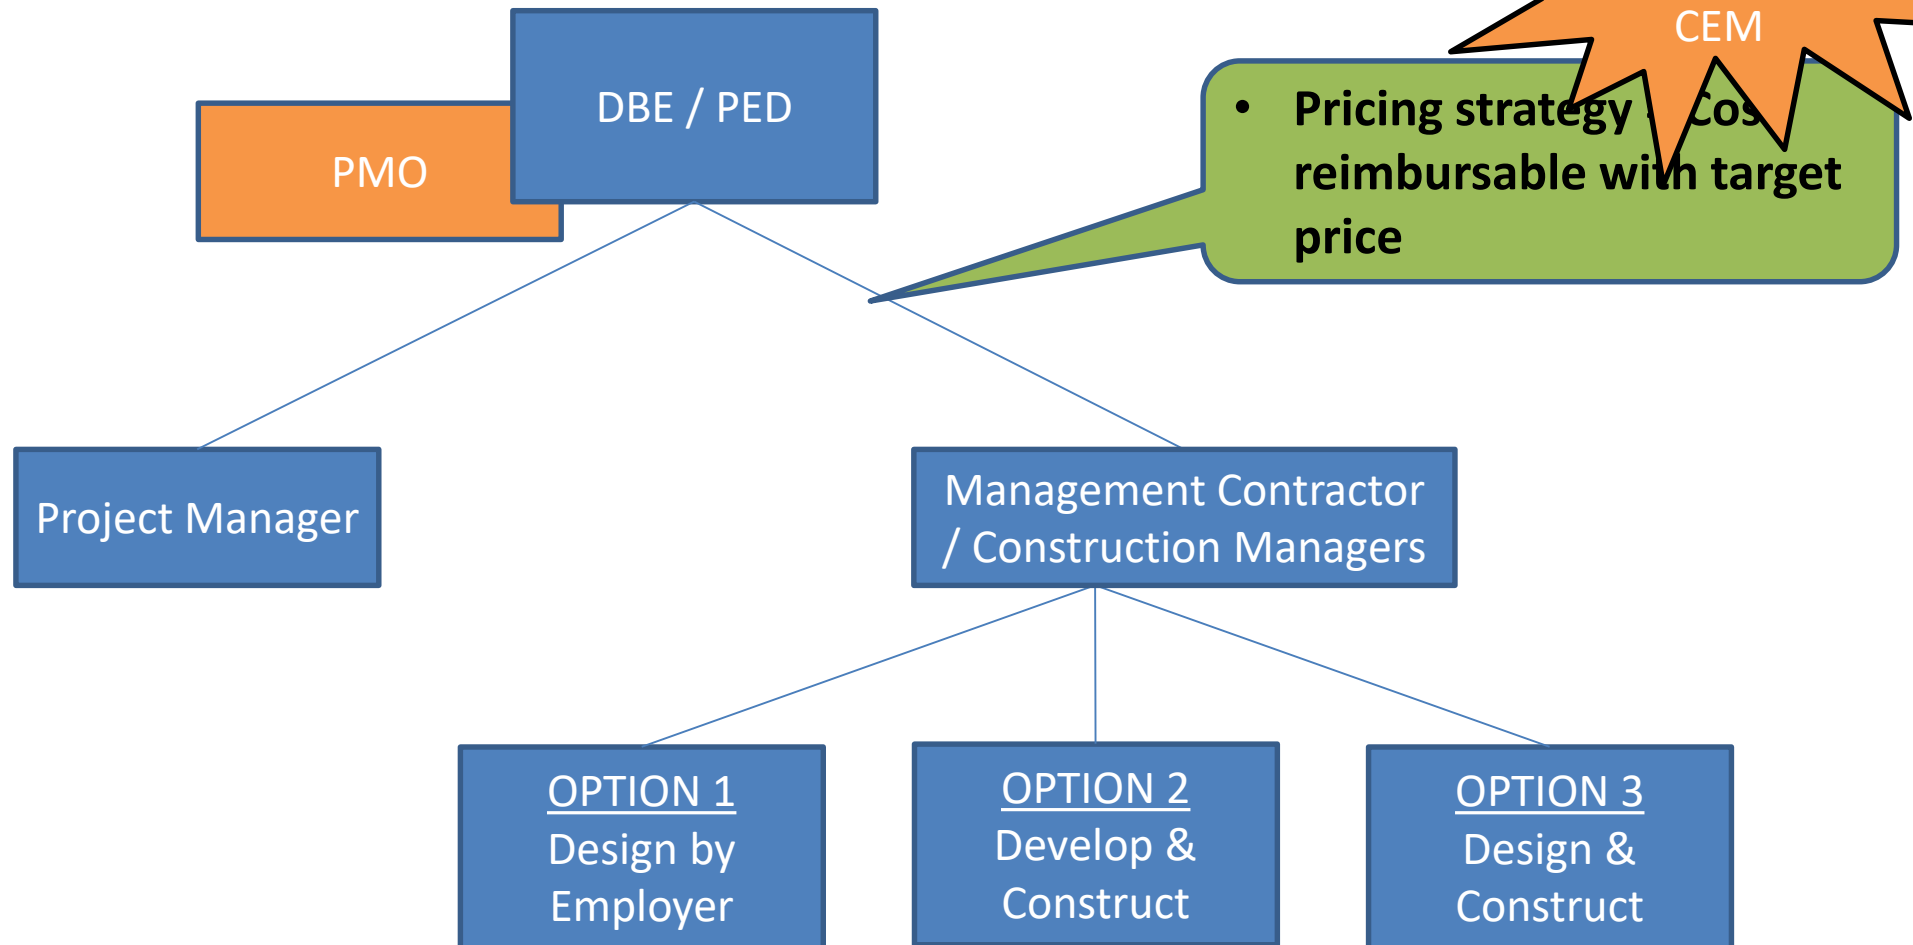 CEM
DBE / PED
PMO
• Pricing strategy
reimbursable with target
price
Project Manager
Management Contractor
/ Construction Managers
OPTION 1
Design by
Employer
OPTION 2
Develop &
Construct
OPTION 3
Design &
Construct